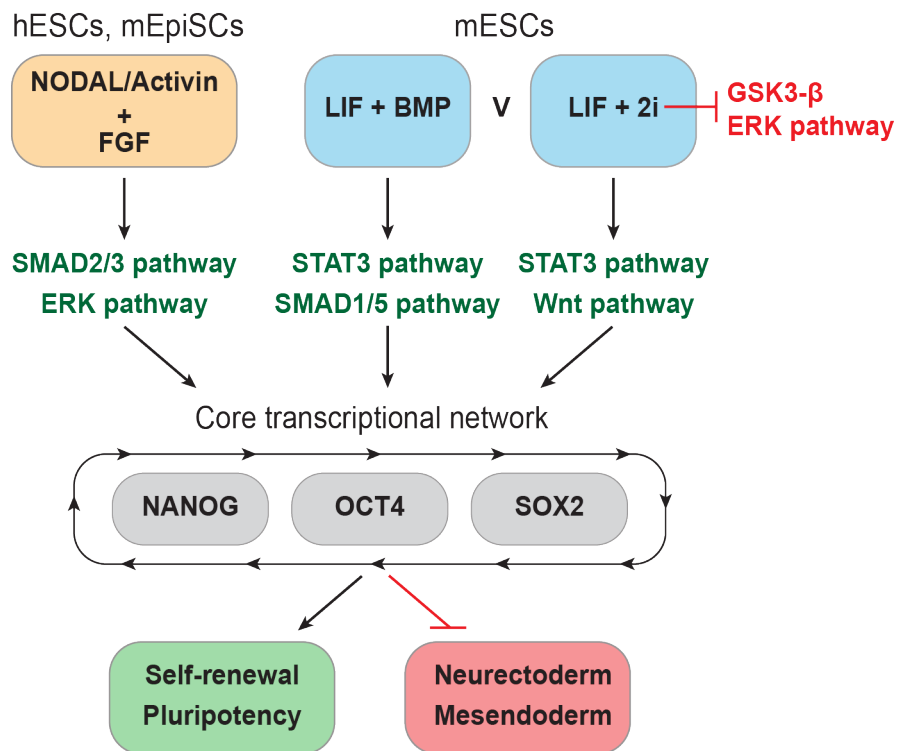 hESCs, mEpiSCs
mESCs
NODAL/Activin
+
FGF
LIF + BMP
V
LIF + 2i
GSK3-β
ERK pathway
SMAD2/3 pathway
ERK pathway
STAT3 pathway
SMAD1/5 pathway
STAT3 pathway
Wnt pathway
Core transcriptional network
NANOG
OCT4
SOX2
Self-renewal
Pluripotency
Neurectoderm
Mesendoderm